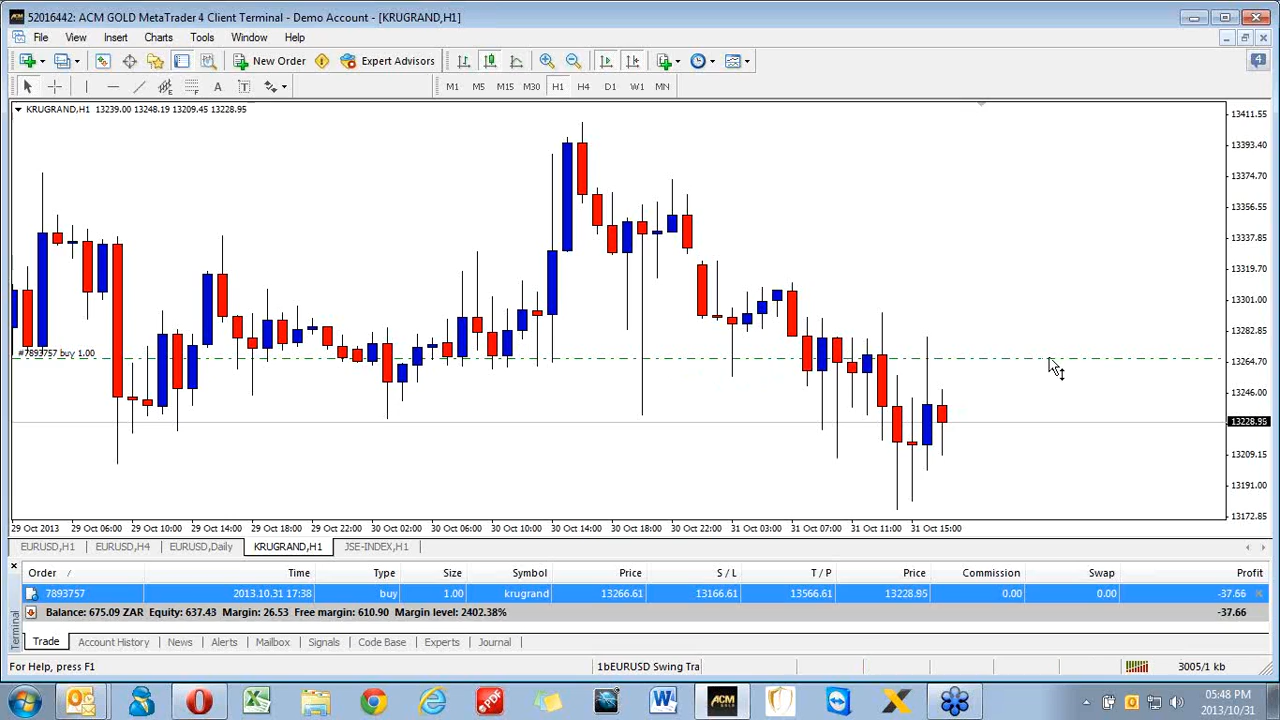 52016442: ACM GOLD MetaTrader 4 Client Terminal - Demo Account - [KRUGRAND,H1]
File View Insert Charts Tools Window Help
New Order Expert Advisors 4
A T M1 M5 M15 M30 H1 H4 D1 W1 MN
KRUGRAND,H1 13239.00 13248.19 13209.45 13228.95
13411.55
13393.40
13374.70
13356.55
13337.85
13319.70
13301.00
13282.85
#7893757 buy 1.00
13264.70
13246.00
13228.95
13209.15
13191.00
13172.85
29 Oct 2013 29 Oct 06:00 29 Oct 10:00 29 Oct 14:00 29 Oct 18:00 29 Oct 22:00 30 Oct 02:00 30 Oct 06:00 30 Oct 10:00 30 Oct 14:00 30 Oct 18:00 30 Oct 22:00 31 Oct 03:00 31 Oct 07:00 31 Oct 11:00 31 Oct 15:00
EURUSD,H1 EURUSD,H4 EURUSD,Daily KRUGRAND,H1 JSE-INDEX,H1
Order / Time Type Size Symbol Price S / L T / P Price Commission Swap Profit
7893757 2013.10.31 17:38 buy 1.00 krugrand 13266.61 13166.61 13566.61 13228.95 0.00 0.00 -37.66
Balance: 675.09 ZAR Equity: 637.43 Margin: 26.53 Free margin: 610.90 Margin level: 2402.38% -37.66
Terminal
Trade Account History News Signals Alerts Mailbox Signals Code Base Experts Journal
For Help, press F1 1bEURUSD Swing Tra 3005/1 kb
PDF W ACM GOLD 05:48 PM
2013/10/31